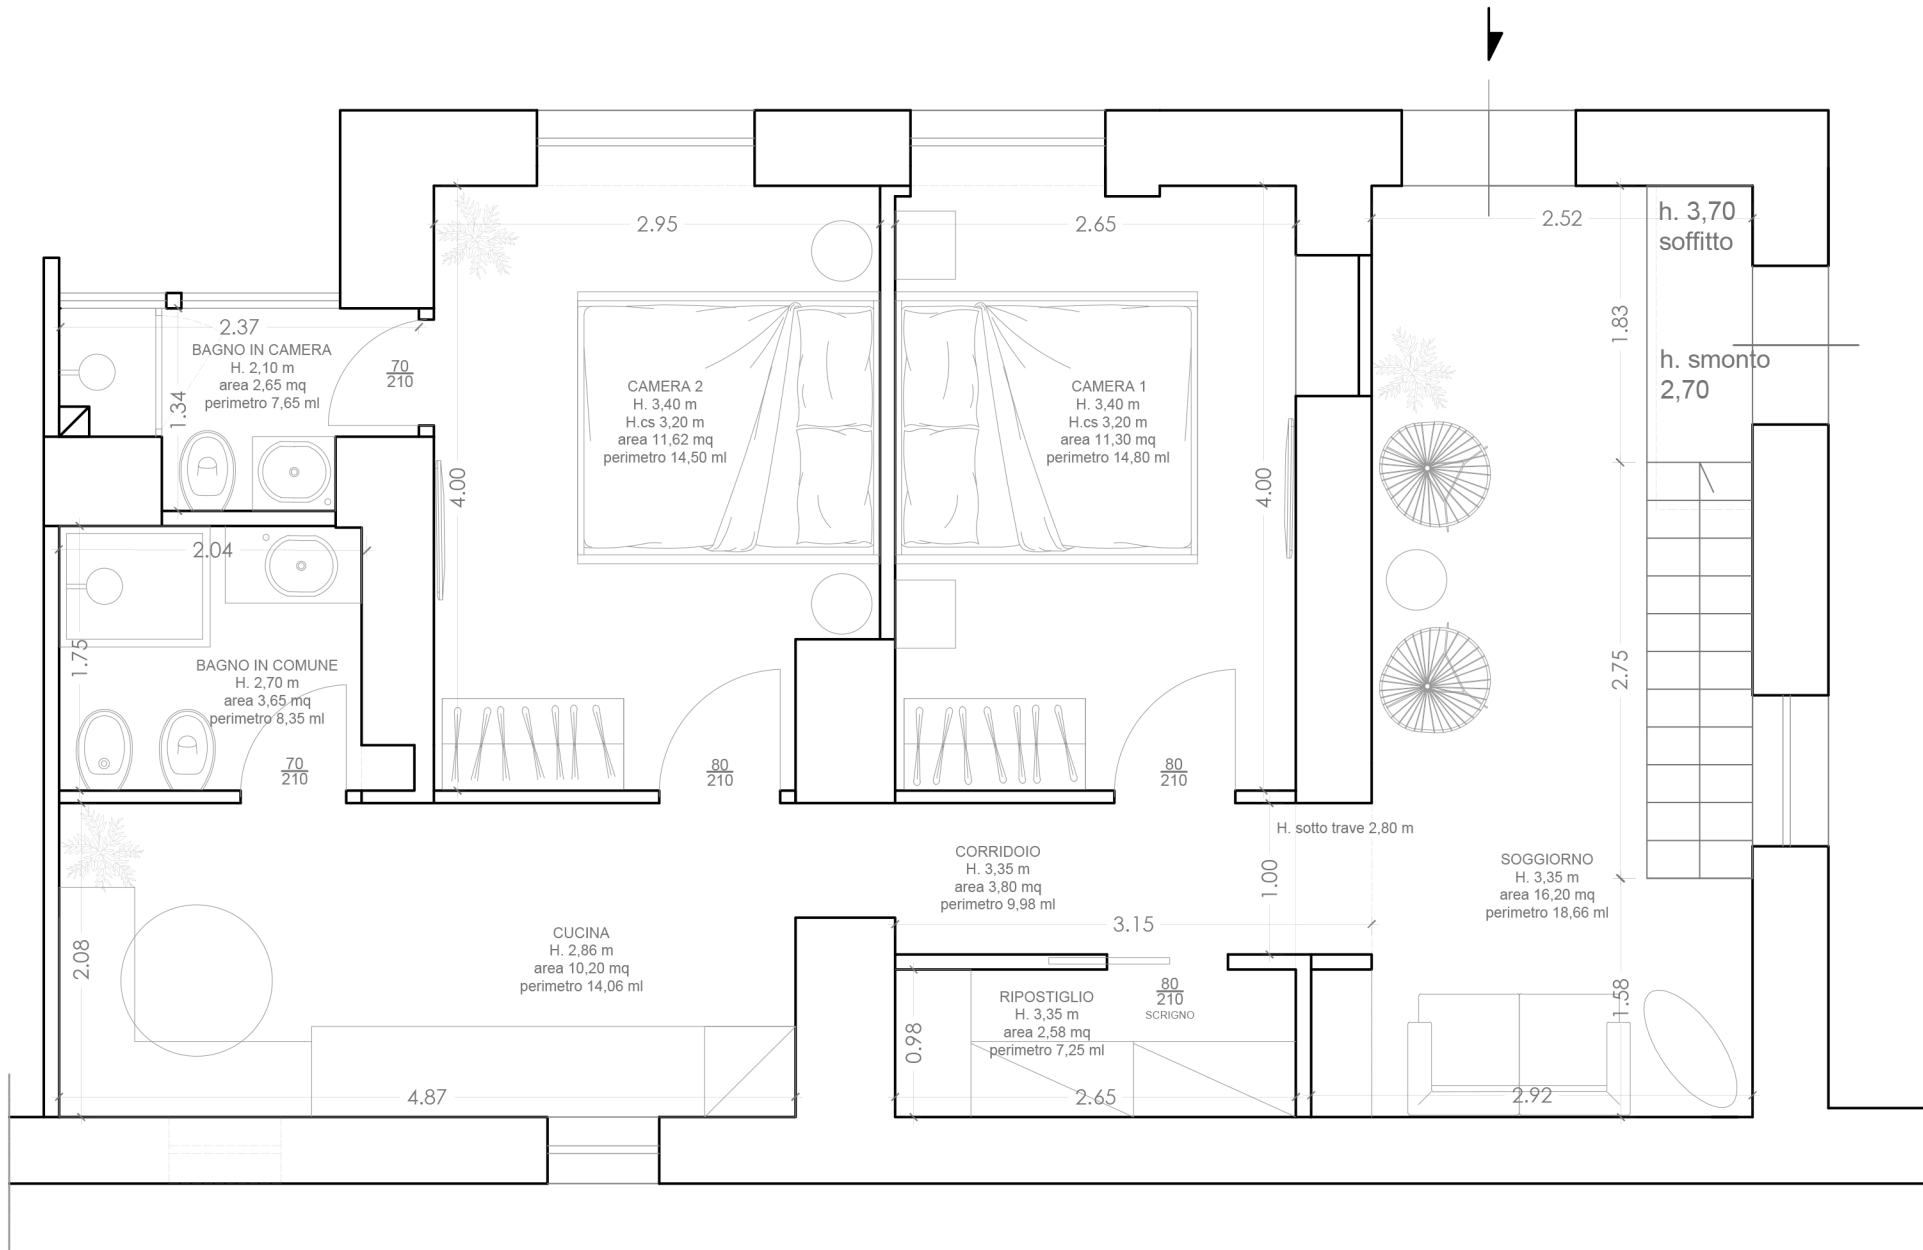 2.95
2.65
2.52
h. 3,70
soffitto
1.83
h. smonto
2,70
2.37
BAGNO IN CAMERA
H. 2,10 m
area 2,65 mq
perimetro 7,65 ml
1.34
70
210
CAMERA 2
H. 3,40 m
H.cs 3,20 m
area 11,62 mq
perimetro 14,50 ml
4.00
CAMERA 1
H. 3,40 m
H.cs 3,20 m
area 11,30 mq
perimetro 14,80 ml
4.00
2.04
1.75
BAGNO IN COMUNE
H. 2,70 m
area 3,65 mq
perimetro 8,35 ml
70
210
80
210
80
210
2.75
H. sotto trave 2,80 m
CORRIDOIO
H. 3,35 m
area 3,80 mq
perimetro 9,98 ml
1.00
3.15
SOGGIORNO
H. 3,35 m
area 16,20 mq
perimetro 18,66 ml
2.08
CUCINA
H. 2,86 m
area 10,20 mq
perimetro 14,06 ml
4.87
0.98
RIPOSTIGLIO
H. 3,35 m
area 2,58 mq
perimetro 7,25 ml
80
210
SCRIGNO
2.65
1.58
2.92